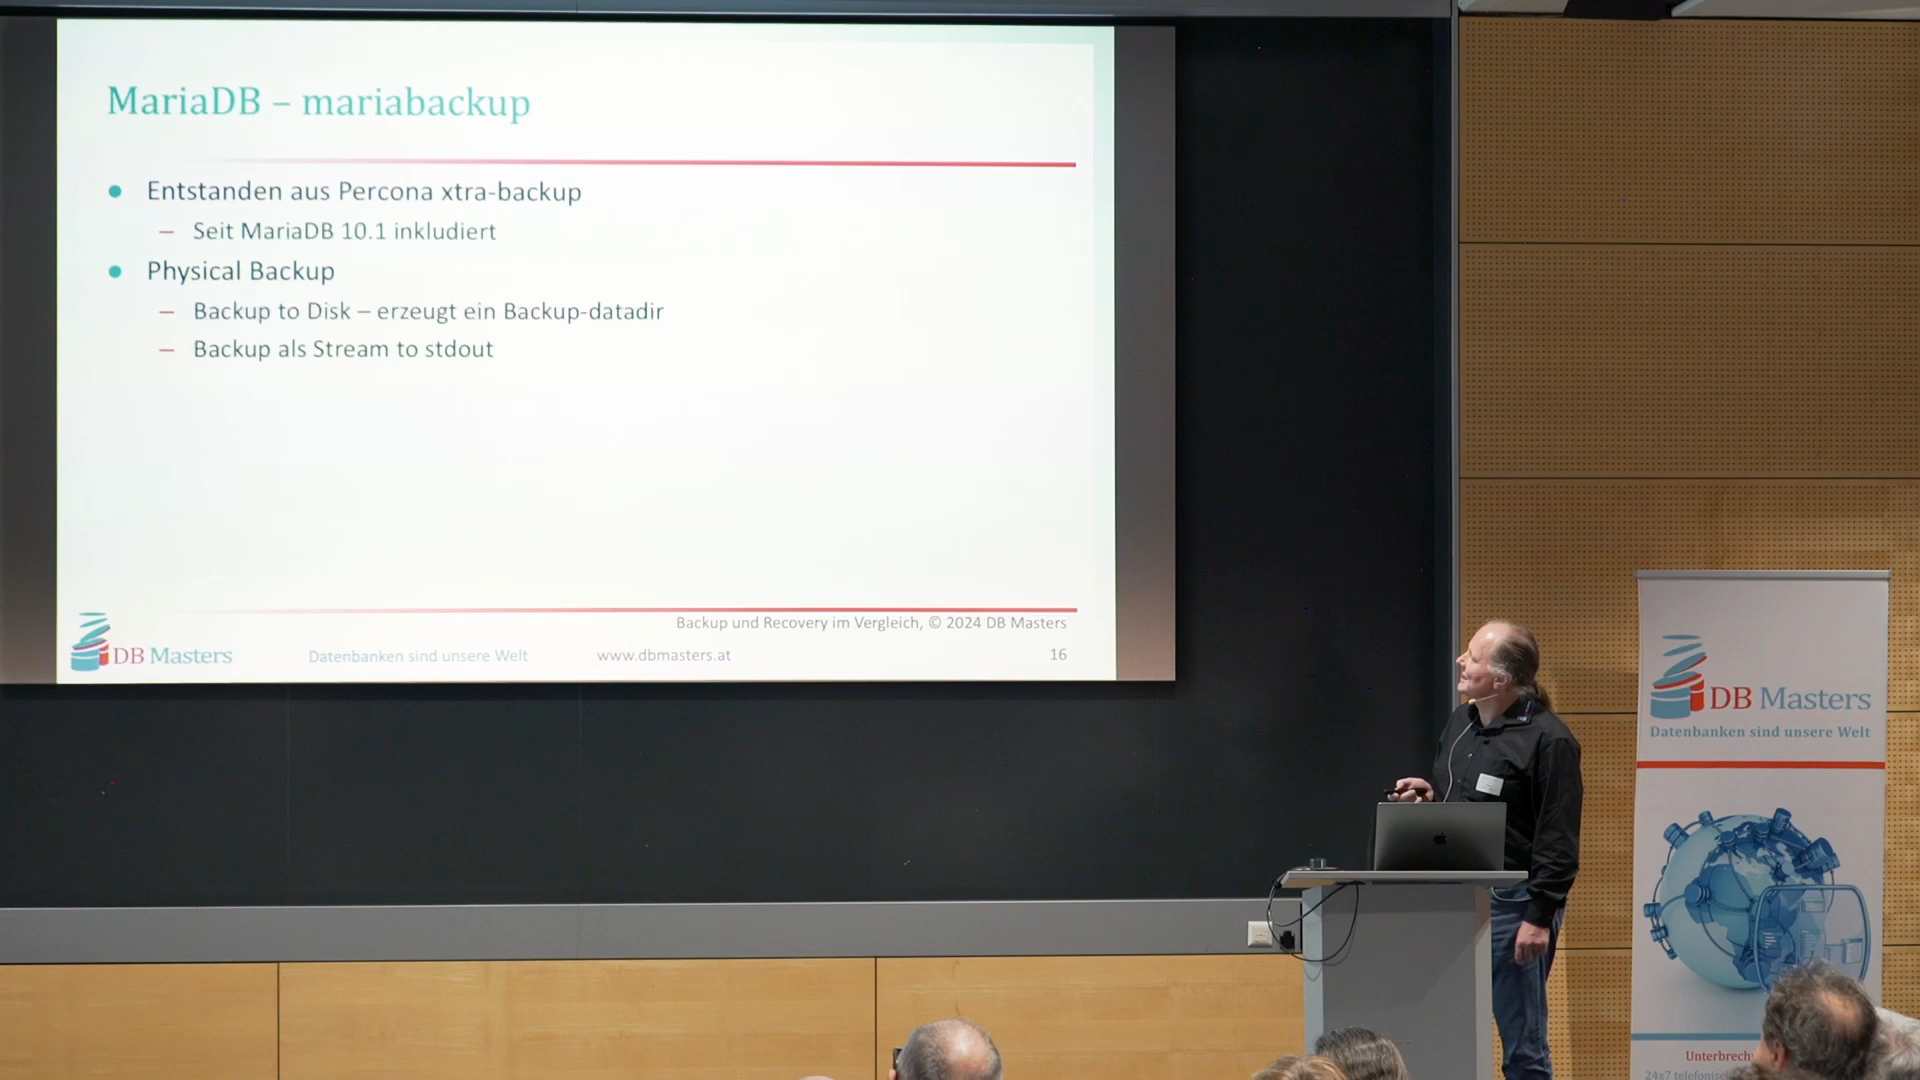 MariaDB – mariabackup
Entstanden aus Percona xtra-backup
– Seit MariaDB 10.1 inkludiert
Physical Backup
– Backup to Disk – erzeugt ein Backup-datadir
– Backup als Stream to stdout
Backup und Recovery im Vergleich, © 2024 DB Masters
DB Masters
Datenbanken sind unsere Welt
www.dbmasters.at
16
DB Masters
Datenbanken sind unsere Welt
24x7